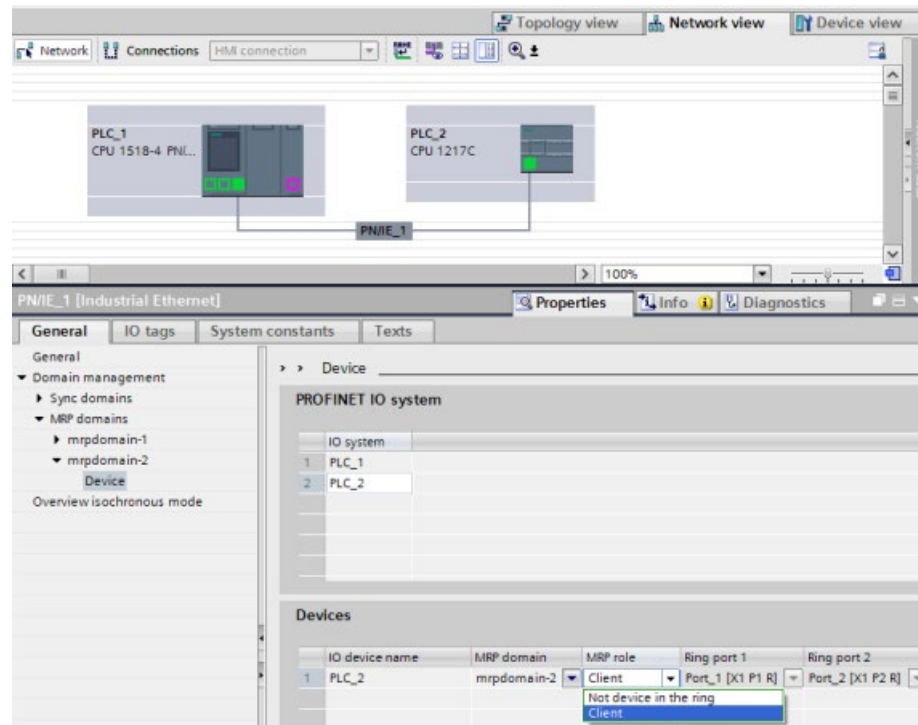 Topology view Network view Device view
Network Connections HMI connection
PLC_1 PLC_2
CPU 1518-4 PN/... CPU 1217C
PN/IE_1
100%
PN/IE_1 [Industrial Ethernet] Properties Info Diagnostics
General IO tags System constants Texts
General
Domain management
Sync domains
MRP domains
mrpdomain-1
mrpdomain-2
Device
Overview isochronous mode
> > Device
PROFINET IO system
IO system
1 PLC_1
2 PLC_2
Devices
IO device name MRP domain MRP role Ring port 1 Ring port 2
1 PLC_2 mrpdomain-2 Client Port_1 [X1 P1 R] Port_2 [X1 P2 R]
Not device in the ring
Client